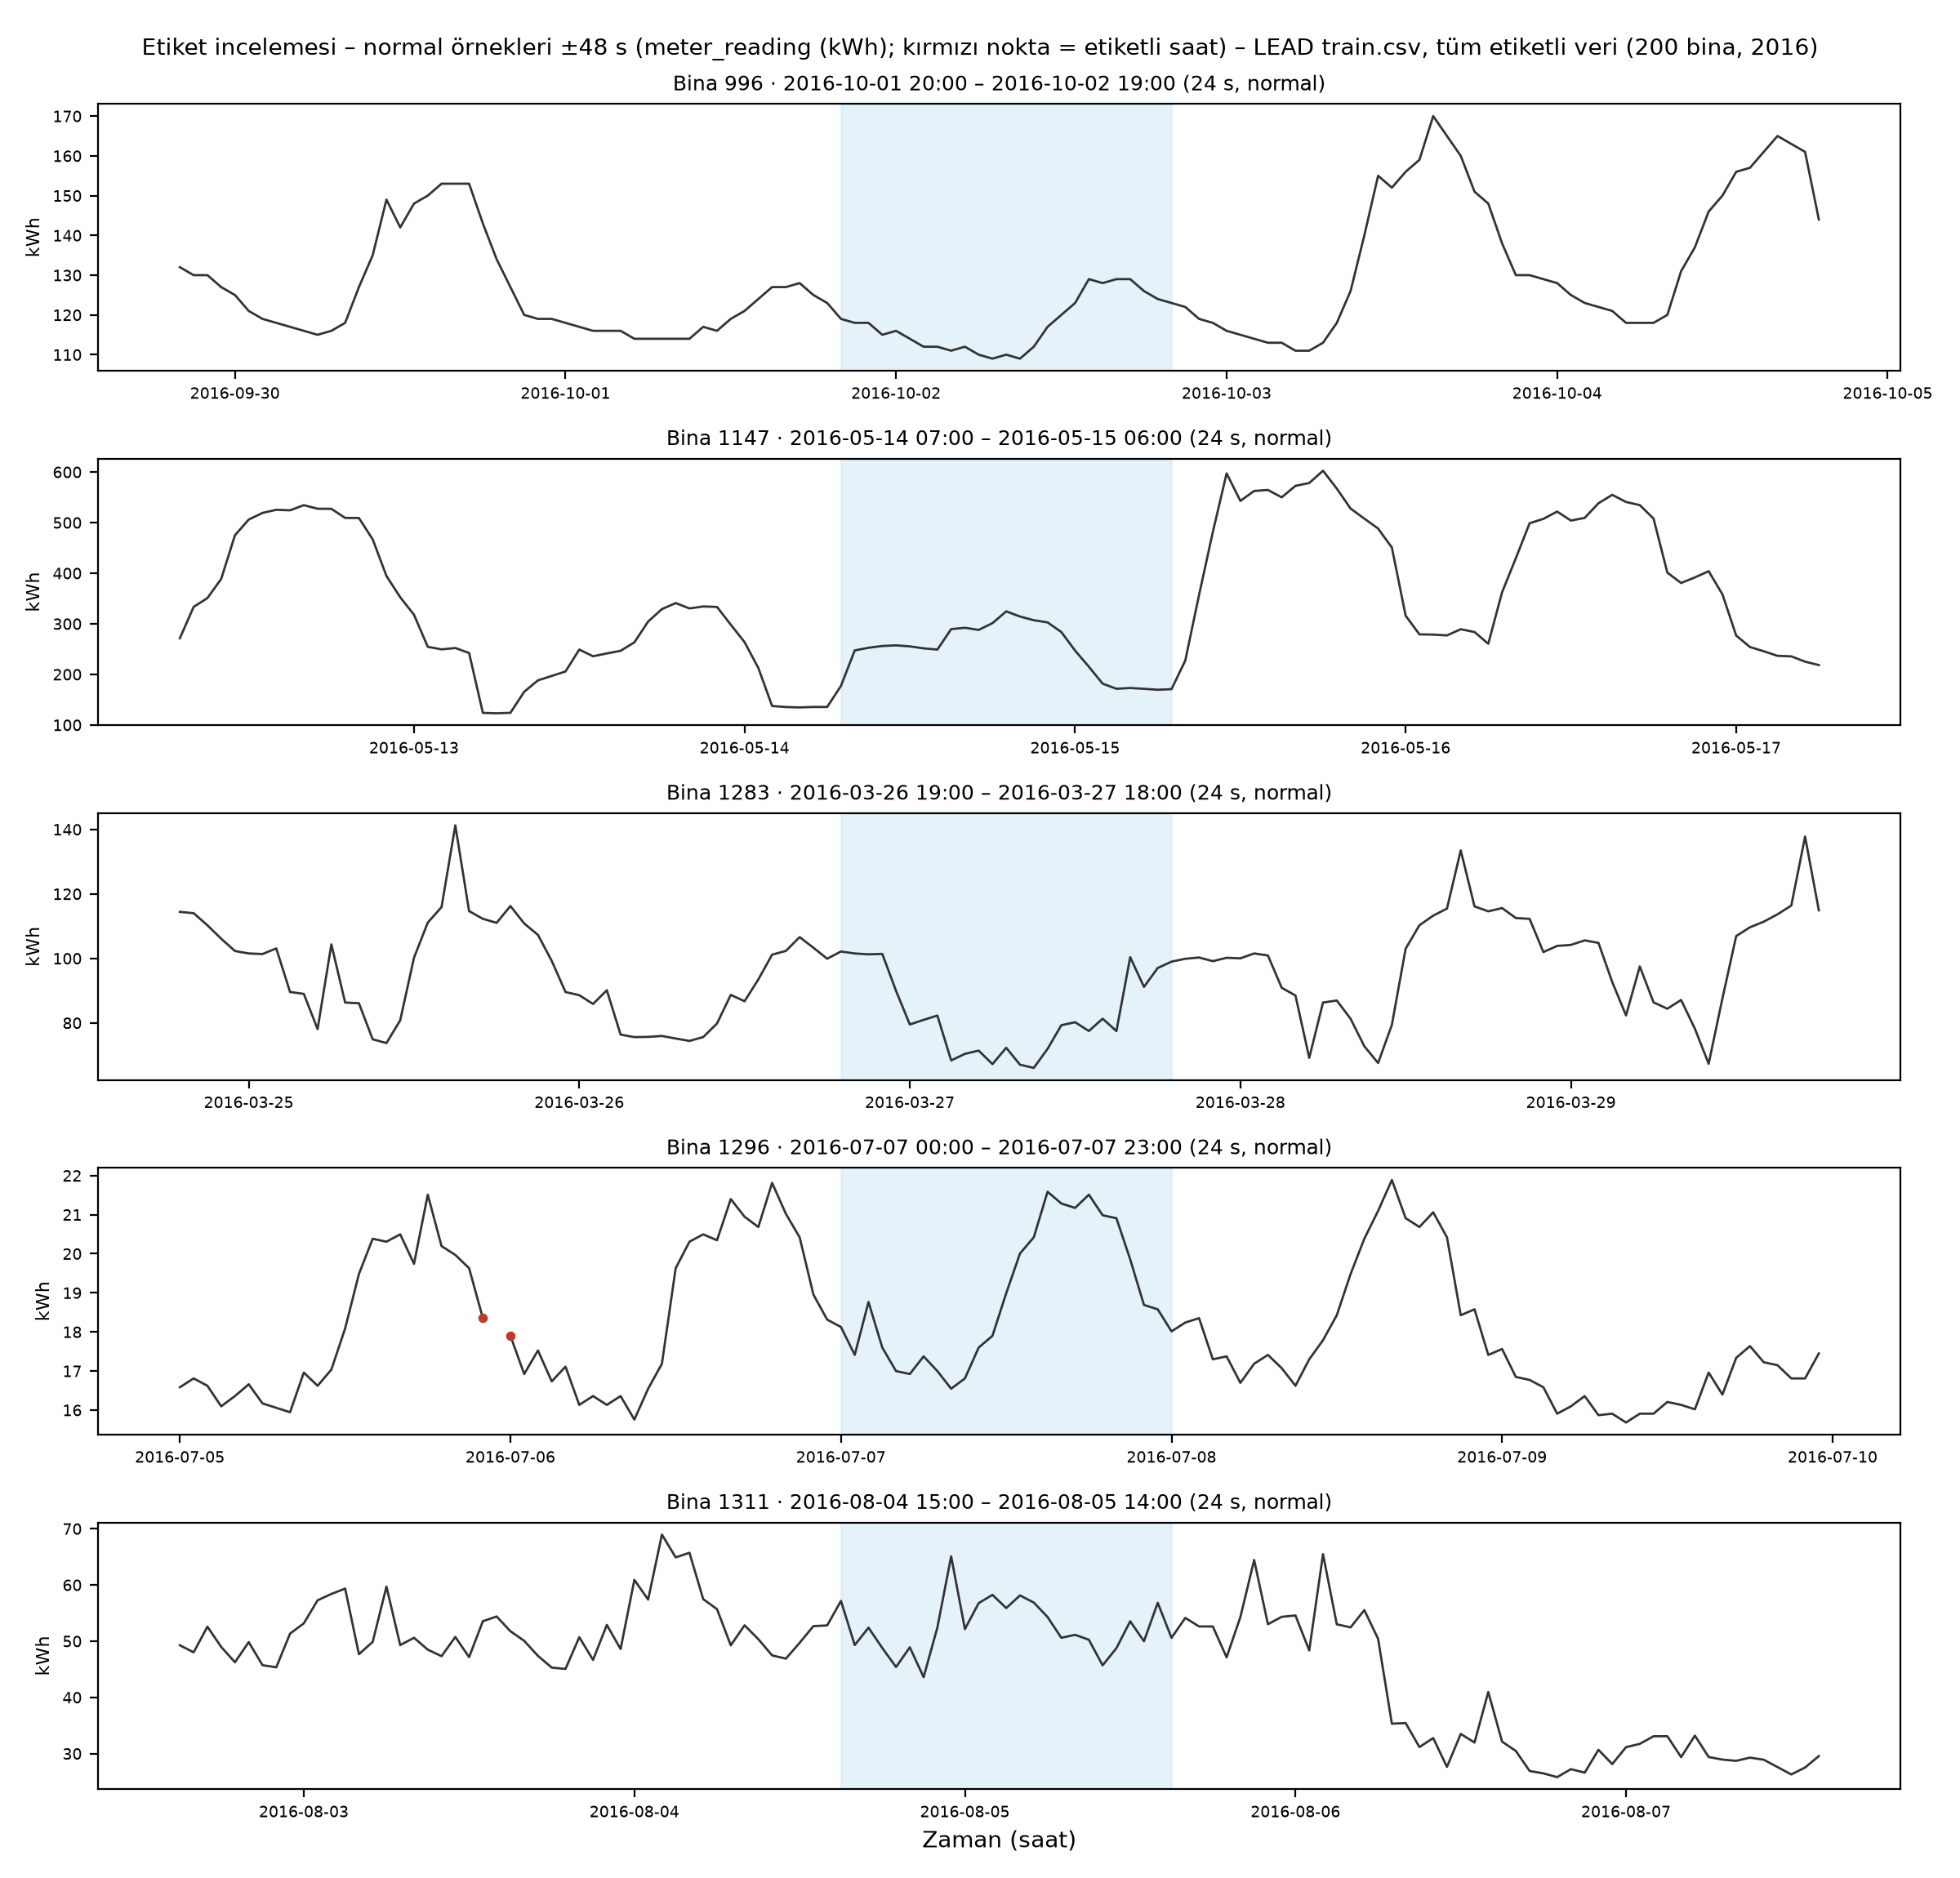 Etiket incelemesi – normal örnekleri ±48 s (meter_reading (kWh); kırmızı nokta = etiketli saat) – LEAD train.csv, tüm etiketli veri (200 bina, 2016)
Bina 996 · 2016-10-01 20:00 – 2016-10-02 19:00 (24 s, normal)
kWh
170
160
150
140
130
120
110
2016-09-30 2016-10-01 2016-10-02 2016-10-03 2016-10-04 2016-10-05
Bina 1147 · 2016-05-14 07:00 – 2016-05-15 06:00 (24 s, normal)
kWh
600
500
400
300
200
100
2016-05-13 2016-05-14 2016-05-15 2016-05-16 2016-05-17
Bina 1283 · 2016-03-26 19:00 – 2016-03-27 18:00 (24 s, normal)
kWh
140
120
100
80
2016-03-25 2016-03-26 2016-03-27 2016-03-28 2016-03-29
Bina 1296 · 2016-07-07 00:00 – 2016-07-07 23:00 (24 s, normal)
kWh
22
21
20
19
18
17
16
2016-07-05 2016-07-06 2016-07-07 2016-07-08 2016-07-09 2016-07-10
Bina 1311 · 2016-08-04 15:00 – 2016-08-05 14:00 (24 s, normal)
kWh
70
60
50
40
30
2016-08-03 2016-08-04 2016-08-05 2016-08-06 2016-08-07
Zaman (saat)